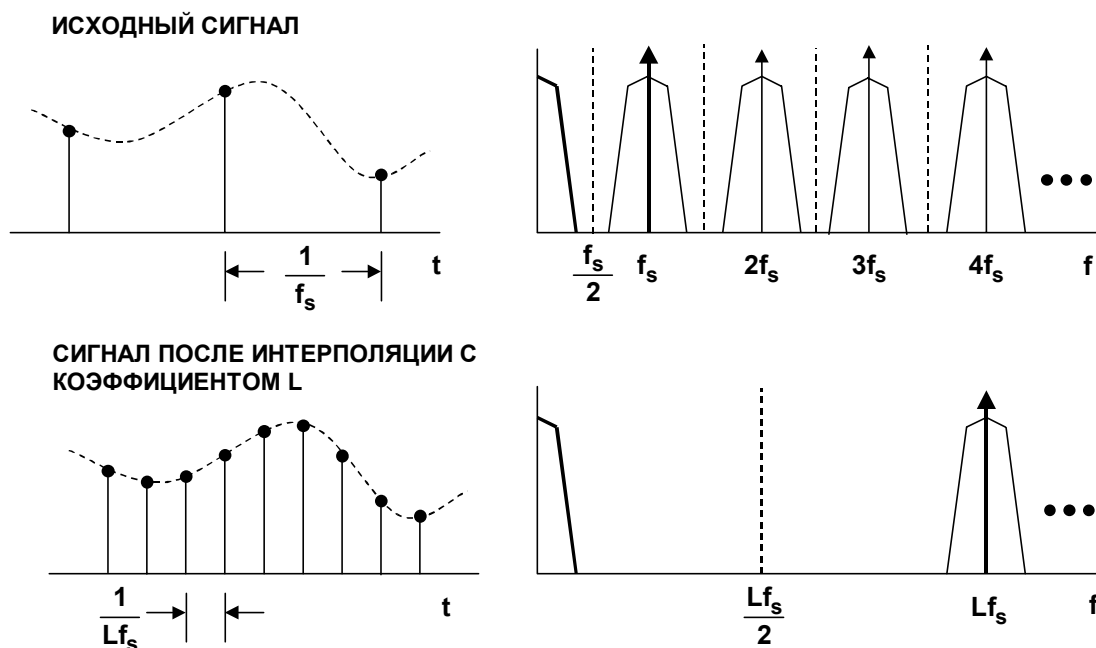 ИСХОДНЫЙ СИГНАЛ
1
f_s
t
f_s
2
f_s
2f_s
3f_s
4f_s
f
СИГНАЛ ПОСЛЕ ИНТЕРПОЛЯЦИИ С
КОЭФФИЦИЕНТОМ L
1
Lf_s
t
Lf_s
2
Lf_s
f